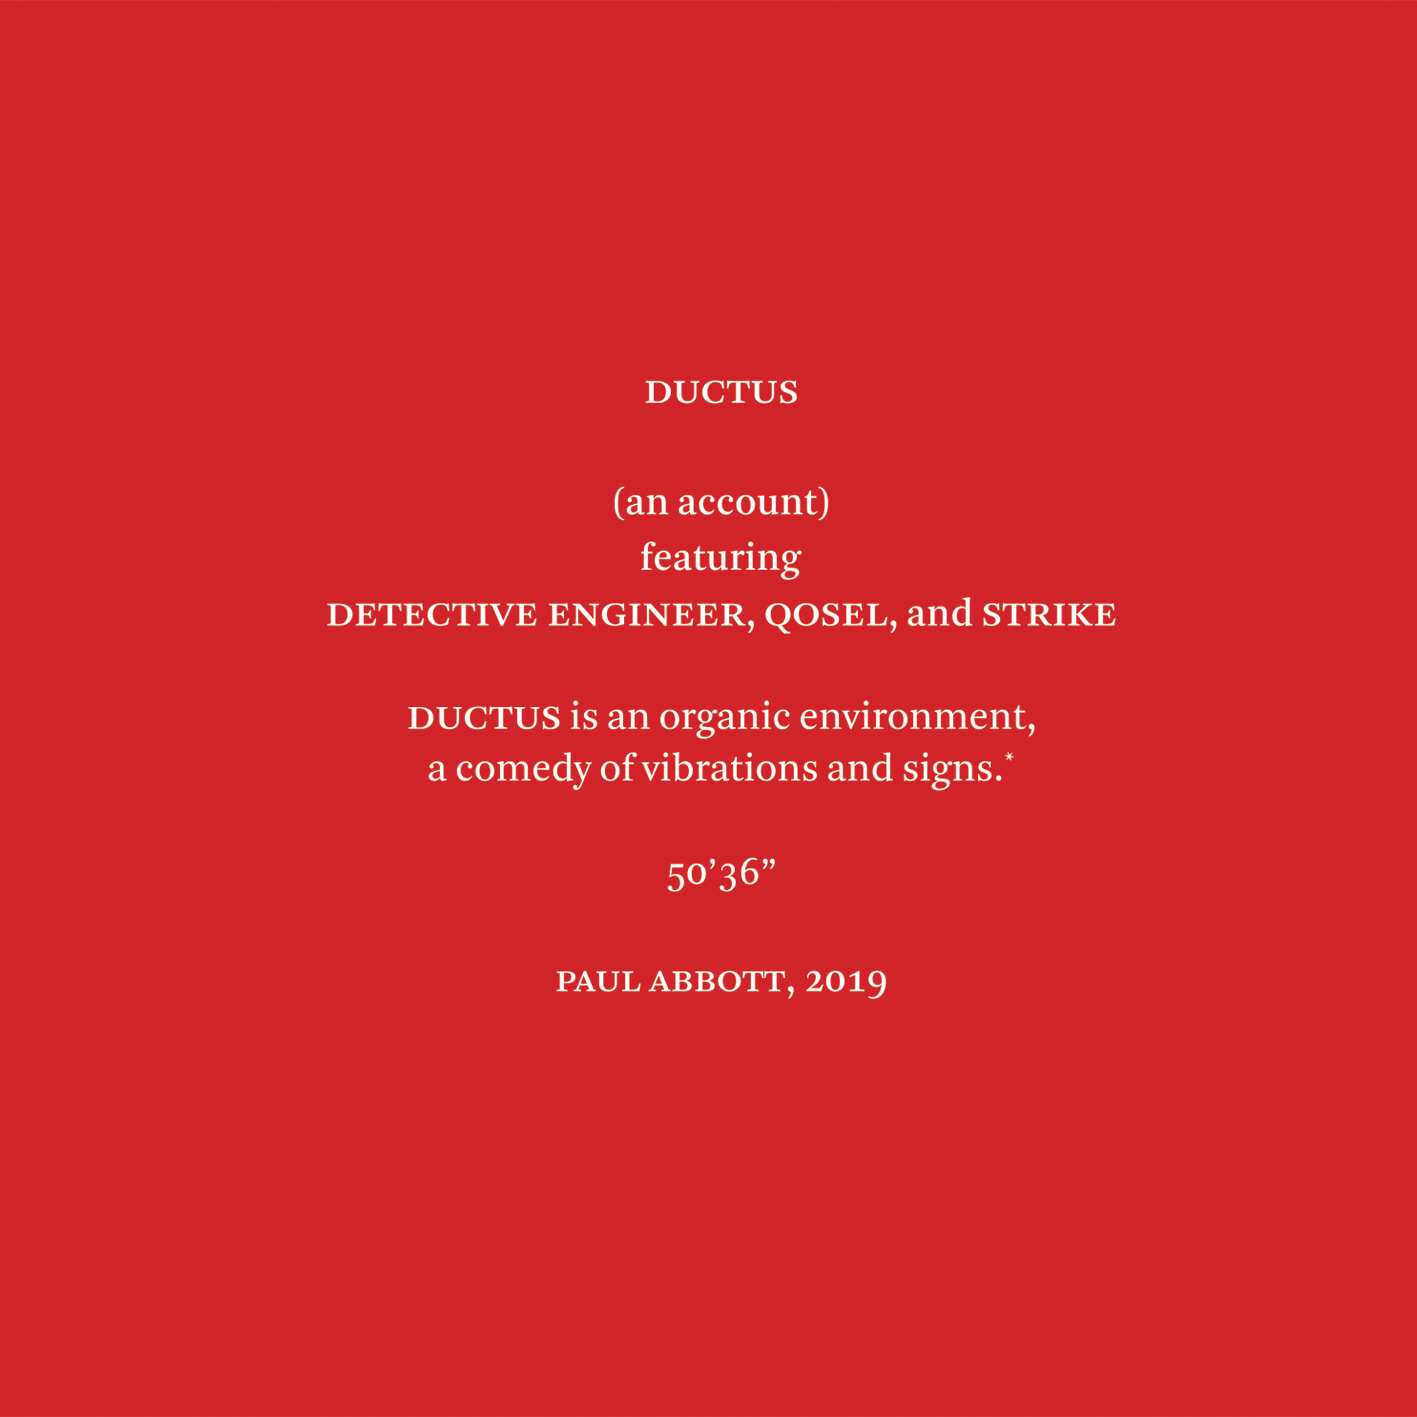 DUCTUS
(an account)
featuring
DETECTIVE ENGINEER, QOSEL, and STRIKE
DUCTUS is an organic environment,
a comedy of vibrations and signs.*
50’36”
PAUL ABBOTT, 2019